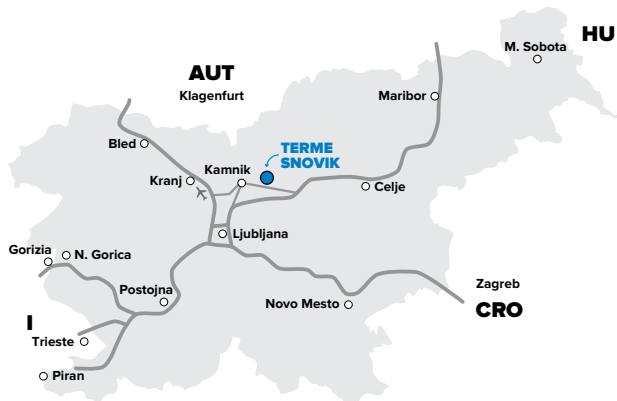 HU
M. Sobota
AUT
Klagenfurt
Maribor
Bled
TERME
SNOVIK
Kamnik
Kranj
Celje
Ljubljana
Gorizia
N. Gorica
Postojna
Zagreb
Novo Mesto
CRO
I
Trieste
Piran